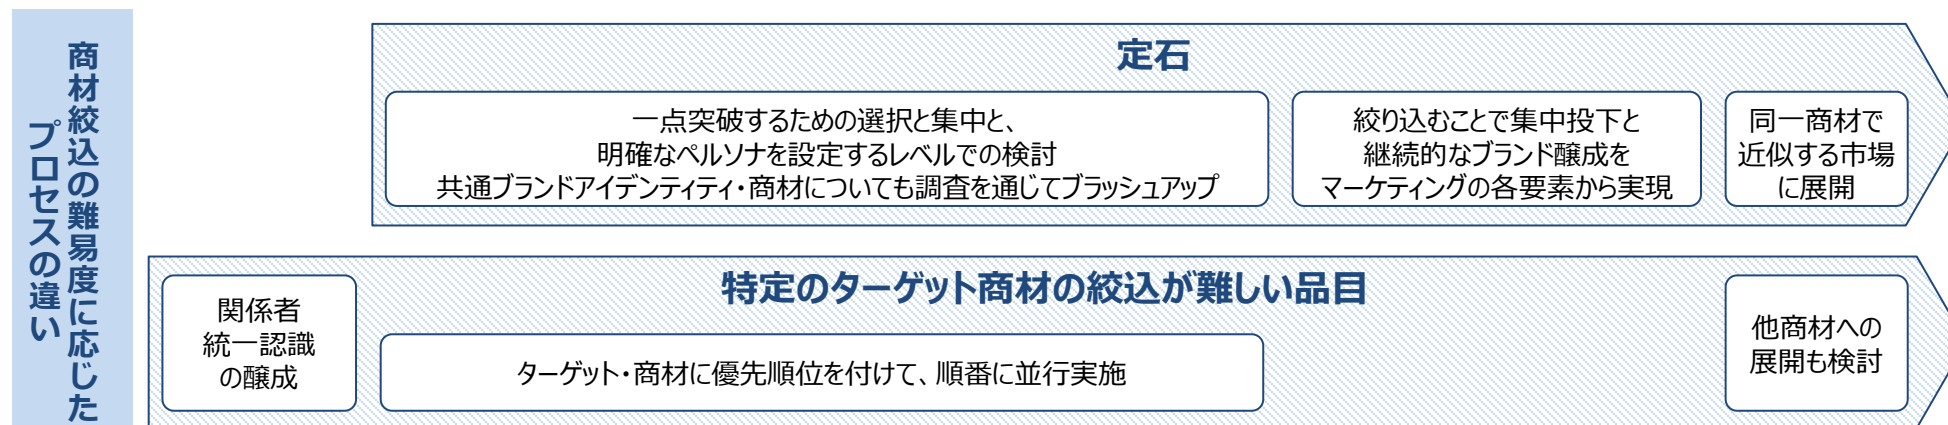 商材絞込の難易度に応じた
プロセスの違い
定石
一点突破するための選択と集中と、
明確なペルソナを設定するレベルでの検討
共通ブランドアイデンティティ・商材についても調査を通じてブラッシュアップ
絞り込むことで集中投下と
継続的なブランド醸成を
マーケティングの各要素から実現
同一商材で
近似する市場
に展開
特定のターゲット商材の絞込が難しい品目
関係者
統一認識
の醸成
ターゲット・商材に優先順位を付けて、順番に並行実施
他商材への
展開も検討